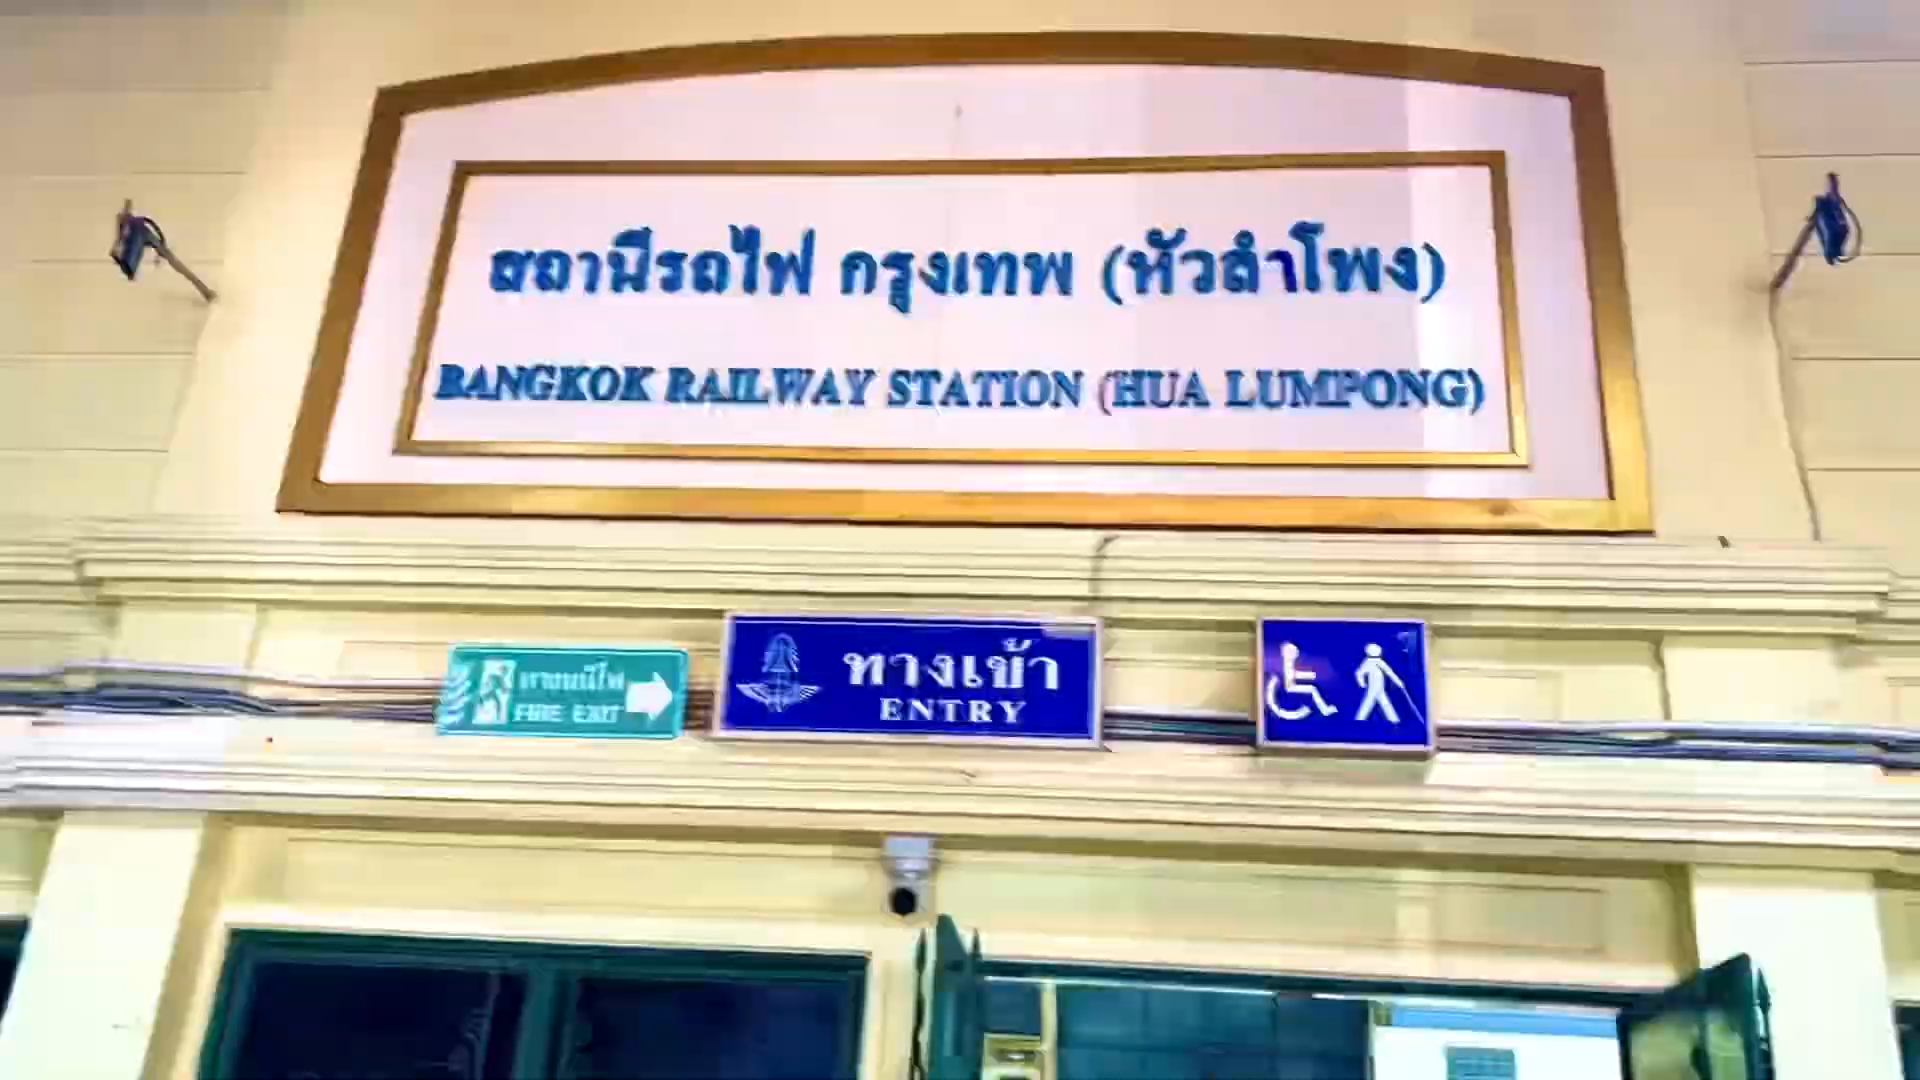 สถานีรถไฟ กรุงเทพ (หัวลำโพง)
BANGKOK RAILWAY STATION (HUA LUMPONG)
ทางหนีไฟ
FIRE EXIT
ทางเข้า
ENTRY